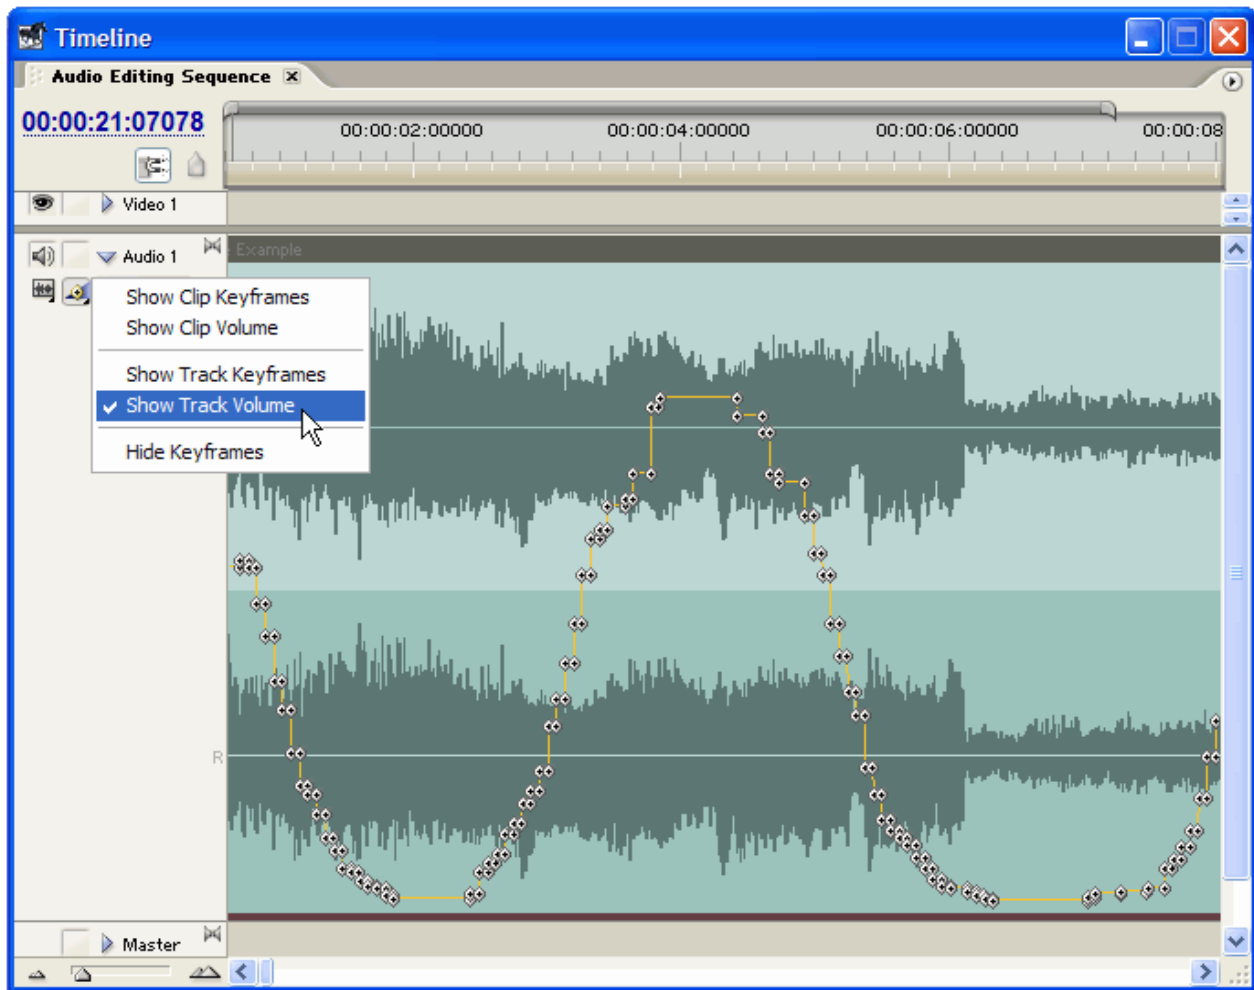 Timeline
Audio Editing Sequence
00:00:21:07078
00:00:02:00000 00:00:04:00000 00:00:06:00000 00:00:08
Video 1
Audio 1
Example
Show Clip Keyframes
Show Clip Volume
Show Track Keyframes
Show Track Volume
Hide Keyframes
R
Master